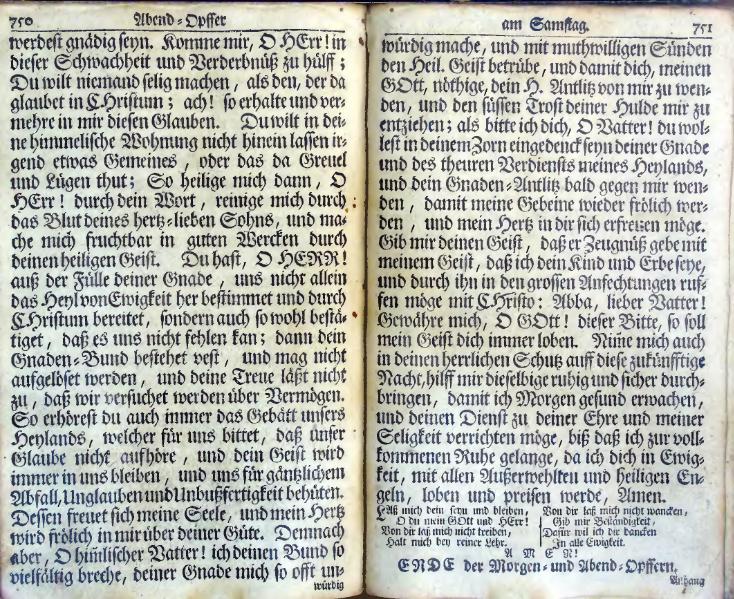 750 Abend-Opffer
werdest gnädig seyn. Komme mir, O HErr! in
dieser Schwachheit und Verderbnüß zu hülff;
Du wilt niemand selig machen, als den, der da
glaubet in CHristum; ach! so erhalte und ver-
mehre in mir diesen Glauben. Du wilt in dei-
ne himmelische Wohnung nicht hinein lassen ir-
gend etwas Gemeines, oder das da Greuel
und Lügen thut; So heilige mich dann, O
HErr! durch dein Wort, reinige mich durch
das Blut deines hertz-lieben Sohns, und ma-
che mich fruchtbar in guten Wercken durch
deinen heiligen Geist. Du hast, O HERR!
auß der Fülle deiner Gnade, uns nicht allein
das Heyl von Ewigkeit her bestimmet und durch
CHristum bereitet, sondern auch so wohl bestä-
tiget, daß es uns nicht fehlen kan; dann dein
Gnaden-Bund bestehet vest, und mag nicht
aufgelöset werden, und deine Treue läßt nicht
zu, daß wir versuchet werden über Vermögen.
So erhörest du auch immer das Gebätt unsers
Heylands, welcher für uns bittet, daß unser
Glaube nicht aufhöre, und dein Geist wird
immer in uns bleiben, und uns für gäntzlichem
Abfall, Unglauben und Unbußfertigkeit behüten.
Dessen freuet sich meine Seele, und mein Hertz
wird frölich in mir über deiner Güte. Demnach
aber, O himlischer Vatter! ich deinen Bund so
vielfältig breche, deiner Gnade mich so offt un-
würdig
am Samstag. 751
würdig mache, und mit muthwilligen Sünden
den Heil. Geist betrübe, und damit dich, meinen
GOtt, nöthige, dein H. Antlitz von mir zu wen-
den, und den süssen Trost deiner Hulde mir zu
entziehen; als bitte ich dich, O Vatter! du wol-
lest in deinem Zorn eingedenck seyn deiner Gnade
und des theuren Verdiensts meines Heylands,
und dein Gnaden-Antlitz bald gegen mir wen-
den, damit meine Gebeine wieder frölich wer-
den, und mein Hertz in dir sich erfreuen möge.
Gib mir deinen Geist, daß er Zeugnüß gebe mit
meinem Geist, daß ich dein Kind und Erbe seye,
und durch ihn in den grossen Anfechtungen ruf-
fen möge mit CHristo: Abba, lieber Vatter!
Gewähre mich, O GOtt! dieser Bitte, so soll
mein Geist dich immer loben. Nim̄e mich auch
in deinen herrlichen Schutz auff diese zukünfftige
Nacht, hilff mir dieselbige ruhig und sicher durch-
bringen, damit ich Morgen gesund erwachen,
und deinen Dienst zu deiner Ehre und meiner
Seligkeit verrichten möge, biß daß ich zur voll-
kommenen Ruhe gelange, da ich dich in Ewig-
keit, mit allen Außerwehlten und heiligen En-
geln, loben und preisen werde, Amen.
Laß mich dein seyn und bleiben,
O du mein GOtt und HErr!
Von dir laß mich nicht treiben,
Halt mich bey reiner Lehr.
Von dir laß mich nicht wancken,
Gib mir Beständigkeit,
Dafür wil ich dir dancken
In alle Ewigkeit.
A M E N!
ENDE der Morgen- und Abend-Opffern.
Anhang